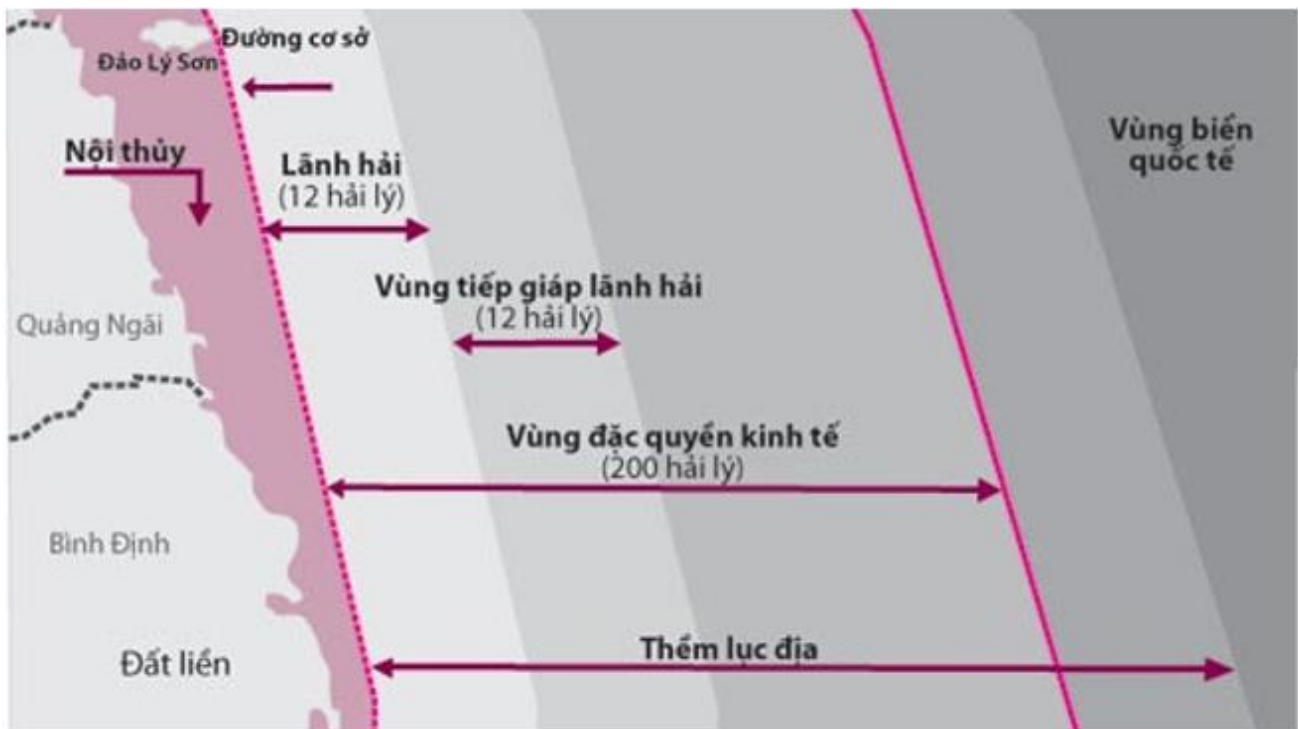 Đường cơ sở
Đảo Lý Sơn
Vùng biển
quốc tế
Nội thủy
Lãnh hải
(12 hải lý)
Vùng tiếp giáp lãnh hải
(12 hải lý)
Quảng Ngãi
Vùng đặc quyền kinh tế
(200 hải lý)
Bình Định
Thềm lục địa
Đất liền